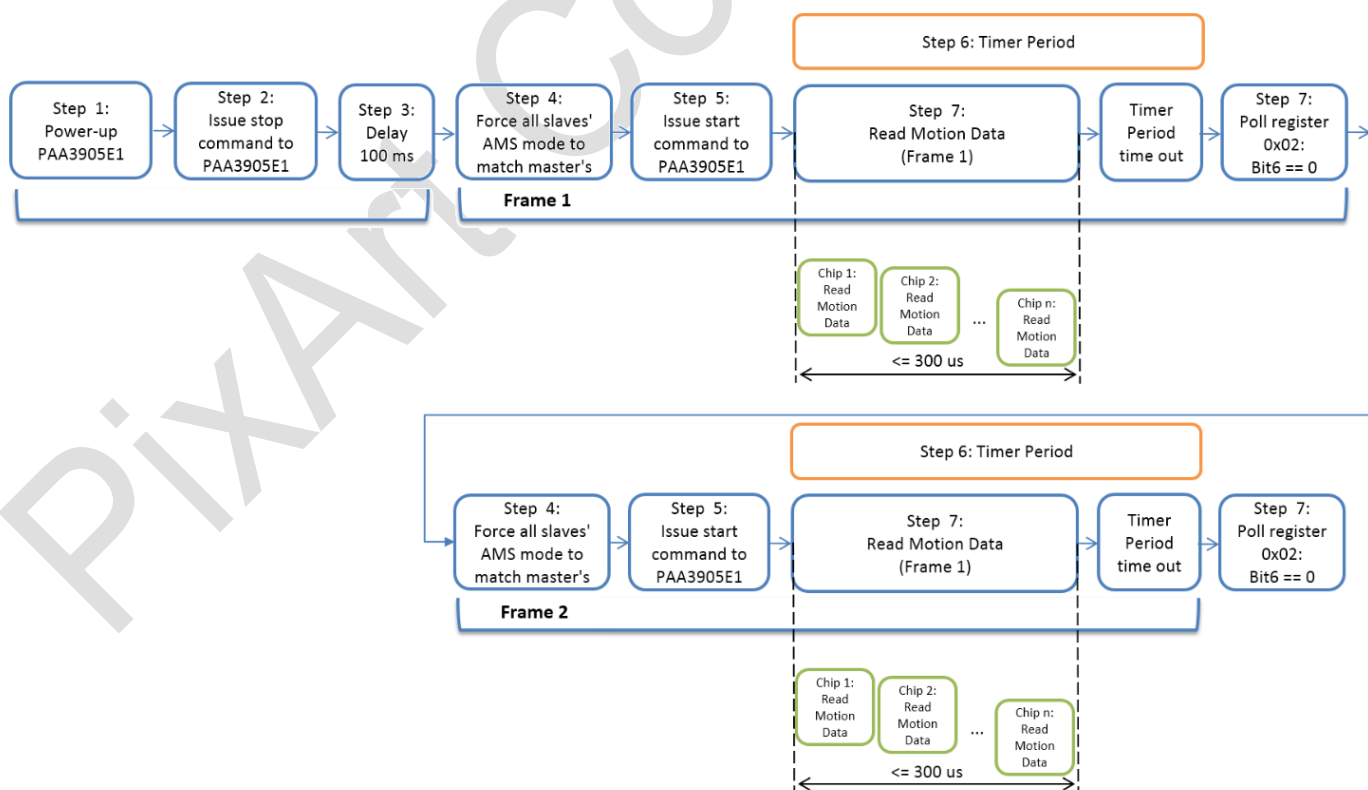 Step 6: Timer Period
Step 1:
Power-up
PAA3905E1
Step 2:
Issue stop
command to
PAA3905E1
Step 3:
Delay
100 ms
Step 4:
Force all slaves'
AMS mode to
match master's
Step 5:
Issue start
command to
PAA3905E1
Step 7:
Read Motion Data
(Frame 1)
Timer
Period
time out
Step 7:
Poll register
0x02:
Bit6 == 0
Frame 1
Chip 1:
Read
Motion
Data
Chip 2:
Read
Motion
Data
...
Chip n:
Read
Motion
Data
<= 300 us
Step 6: Timer Period
Step 4:
Force all slaves'
AMS mode to
match master's
Step 5:
Issue start
command to
PAA3905E1
Step 7:
Read Motion Data
(Frame 1)
Timer
Period
time out
Step 7:
Poll register
0x02:
Bit6 == 0
Frame 2
Chip 1:
Read
Motion
Data
Chip 2:
Read
Motion
Data
...
Chip n:
Read
Motion
Data
<= 300 us
PixArt Co